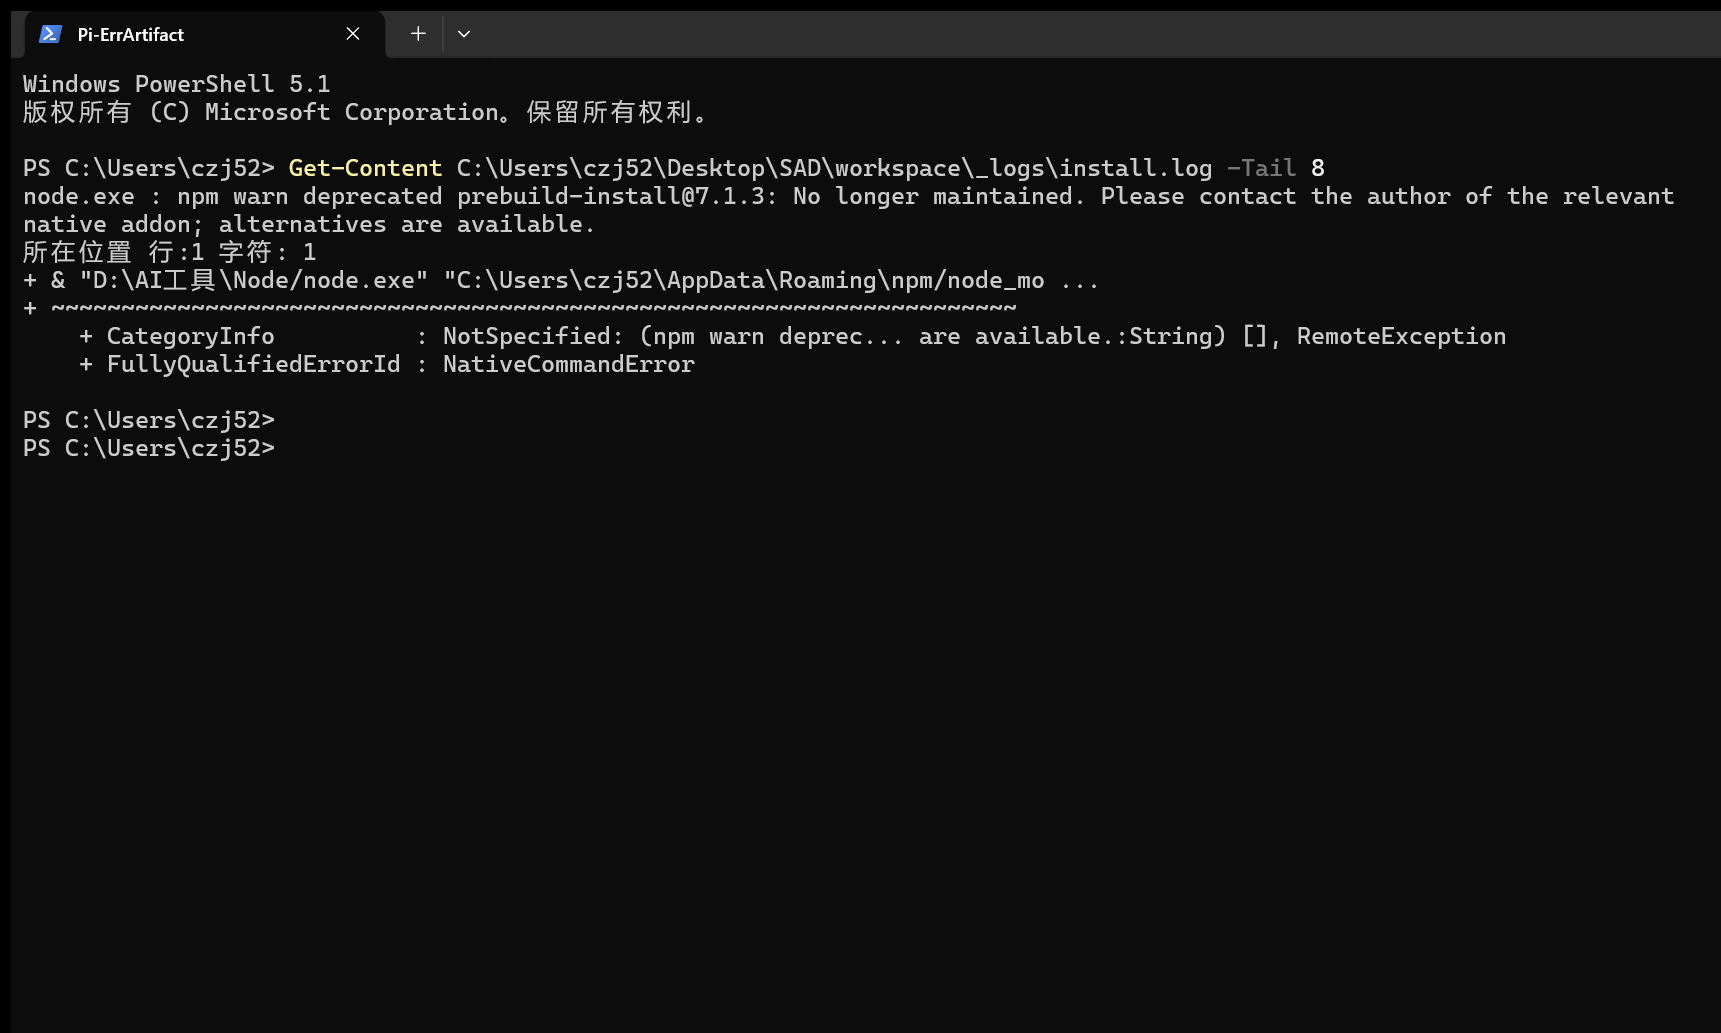 Pi-ErrArtifact
Windows PowerShell 5.1
版权所有 (C) Microsoft Corporation。保留所有权利。
PS C:\Users\czj52> Get-Content C:\Users\czj52\Desktop\SAD\workspace\_logs\install.log -Tail 8
node.exe : npm warn deprecated prebuild-install@7.1.3: No longer maintained. Please contact the author of the relevant
native addon; alternatives are available.
所在位置 行:1 字符: 1
+ & "D:\AI工具\Node/node.exe" "C:\Users\czj52\AppData\Roaming\npm/node_mo ...
+ ~~~~~~~~~~~~~~~~~~~~~~~~~~~~~~~~~~~~~~~~~~~~~~~~~~~~~~~~~~~~~~~~~~~~~
    + CategoryInfo          : NotSpecified: (npm warn deprec... are available.:String) [], RemoteException
    + FullyQualifiedErrorId : NativeCommandError
PS C:\Users\czj52>
PS C:\Users\czj52>